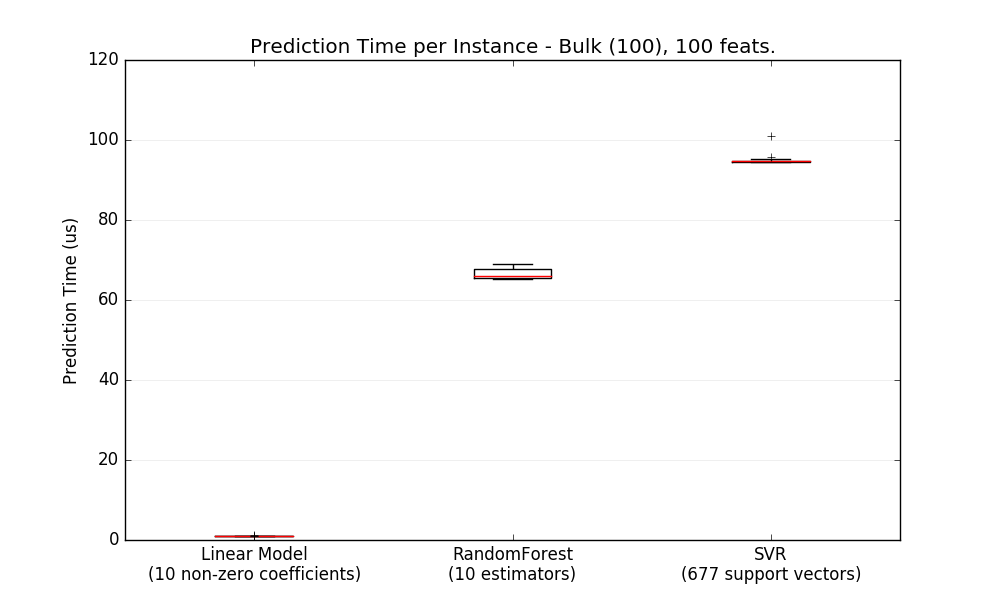 Prediction Time per Instance - Bulk (100), 100 feats.
120
100
80
60
40
20
0
Prediction Time (us)
Linear Model
(10 non-zero coefficients)
RandomForest
(10 estimators)
SVR
(677 support vectors)